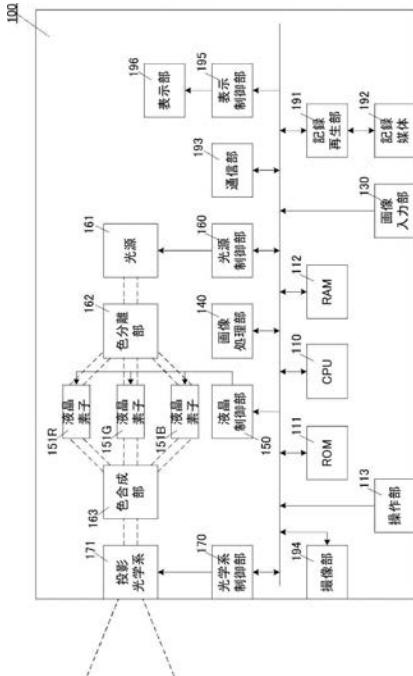 100
171
投影
光学系
163
色合成
部
151R
液晶
素子
151G
液晶
素子
151B
液晶
素子
162
色分離
部
161
光源
196
表示部
170
光学系
制御部
150
液晶
制御部
140
画像
処理部
160
光源
制御部
193
通信部
195
表示
制御部
194
撮像部
113
操作部
111
ROM
110
CPU
112
RAM
130
画像
入力部
191
記録
再生部
192
記録
媒体